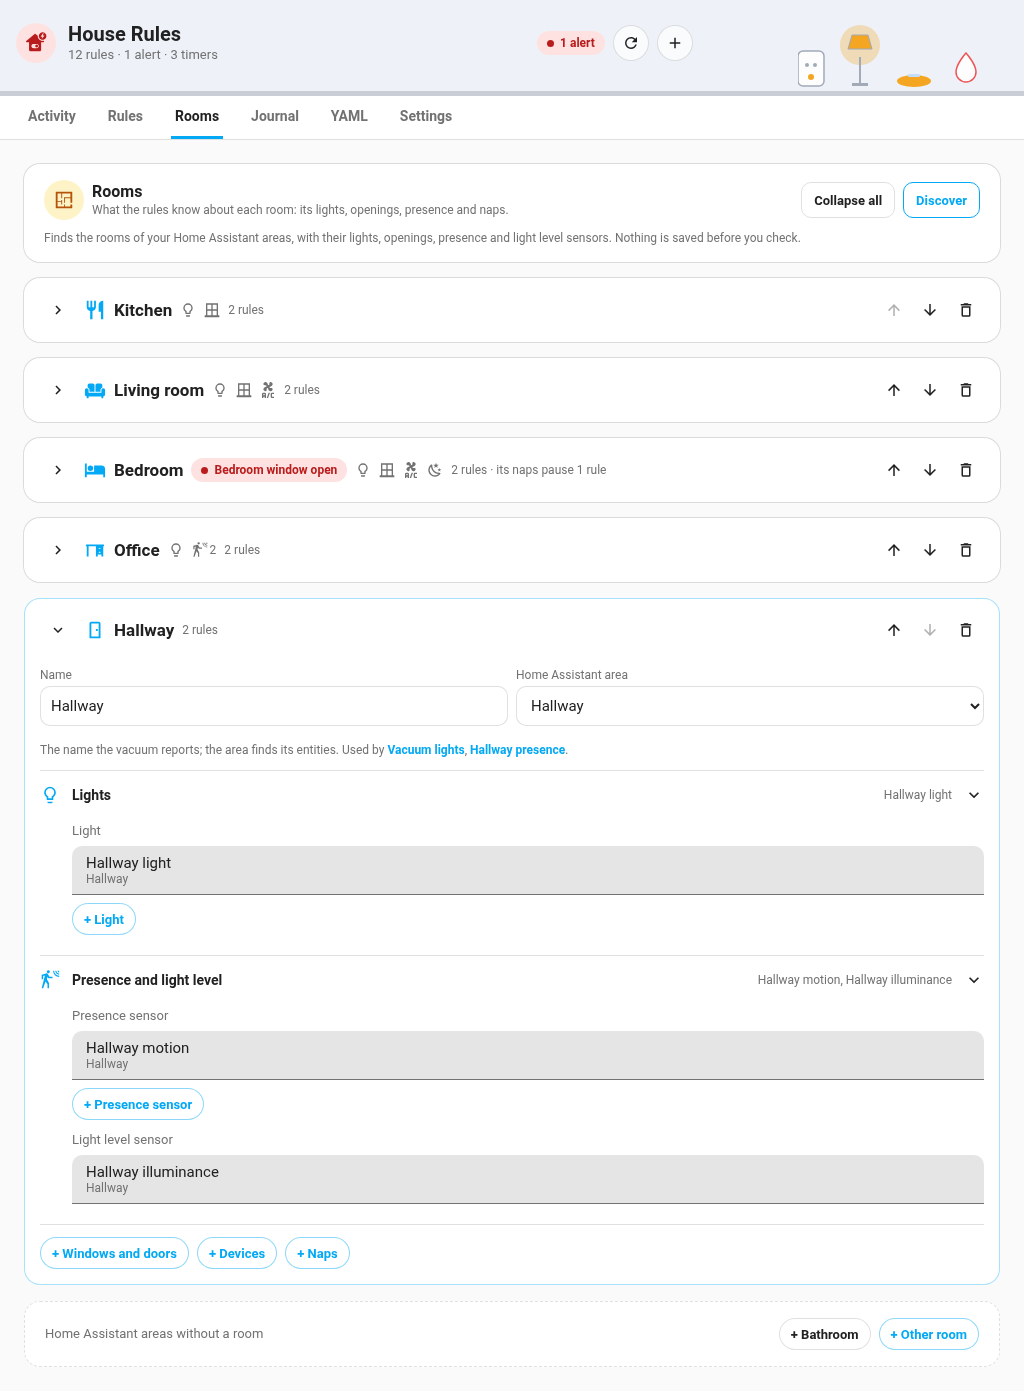 House Rules
12 rules · 1 alert · 3 timers
1 alert
Activity
Rules
Rooms
Journal
YAML
Settings
Rooms
What the rules know about each room: its lights, openings, presence and naps.
Collapse all
Discover
Finds the rooms of your Home Assistant areas, with their lights, openings, presence and light level sensors. Nothing is saved before you check.
Kitchen
2 rules
Living room
A/C
2 rules
Bedroom
Bedroom window open
A/C
2 rules · its naps pause 1 rule
Office
2
2 rules
Hallway
2 rules
Name
Home Assistant area
Hallway
Hallway
The name the vacuum reports; the area finds its entities. Used by Vacuum lights, Hallway presence.
Lights
Hallway light
Light
Hallway light
Hallway
+ Light
Presence and light level
Hallway motion, Hallway illuminance
Presence sensor
Hallway motion
Hallway
+ Presence sensor
Light level sensor
Hallway illuminance
Hallway
+ Windows and doors
+ Devices
+ Naps
Home Assistant areas without a room
+ Bathroom
+ Other room